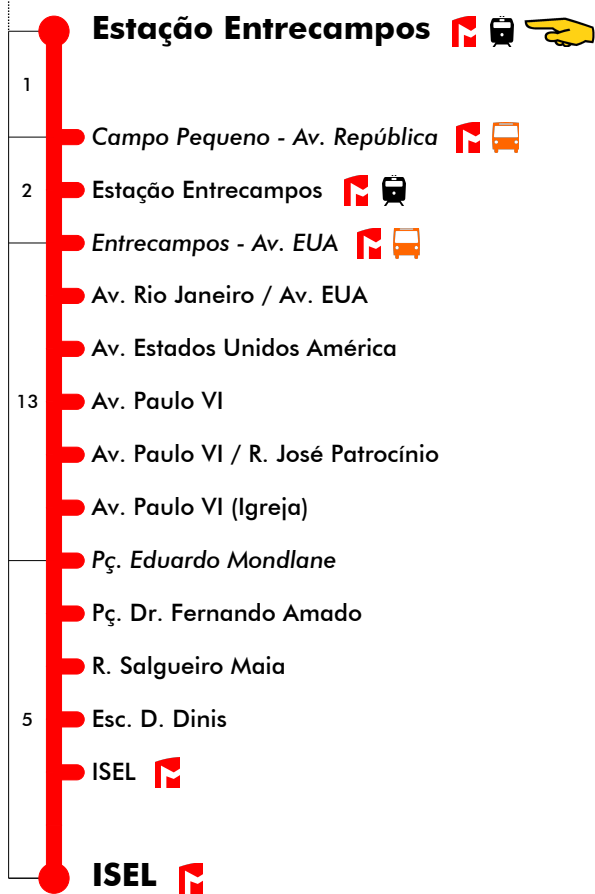 Estação Entrecampos
1
Campo Pequeno - Av. República
2 Estação Entrecampos
Entrecampos - Av. EUA
Av. Rio Janeiro / Av. EUA
Av. Estados Unidos América
13 Av. Paulo VI
Av. Paulo VI / R. José Patrocínio
Av. Paulo VI (Igreja)
Pç. Eduardo Mondlane
Pç. Dr. Fernando Amado
R. Salgueiro Maia
5 Esc. D. Dinis
ISEL
ISEL